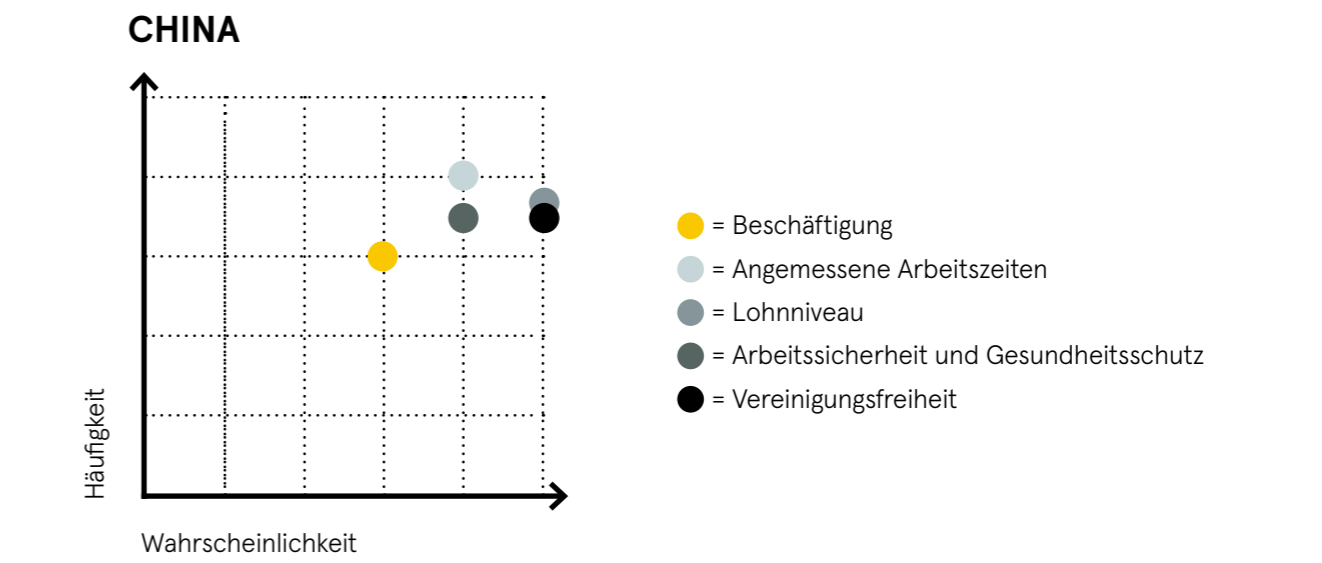 CHINA
Häufigkeit
Wahrscheinlichkeit
= Beschäftigung
= Angemessene Arbeitszeiten
= Lohnniveau
= Arbeitssicherheit und Gesundheitsschutz
= Vereinigungsfreiheit